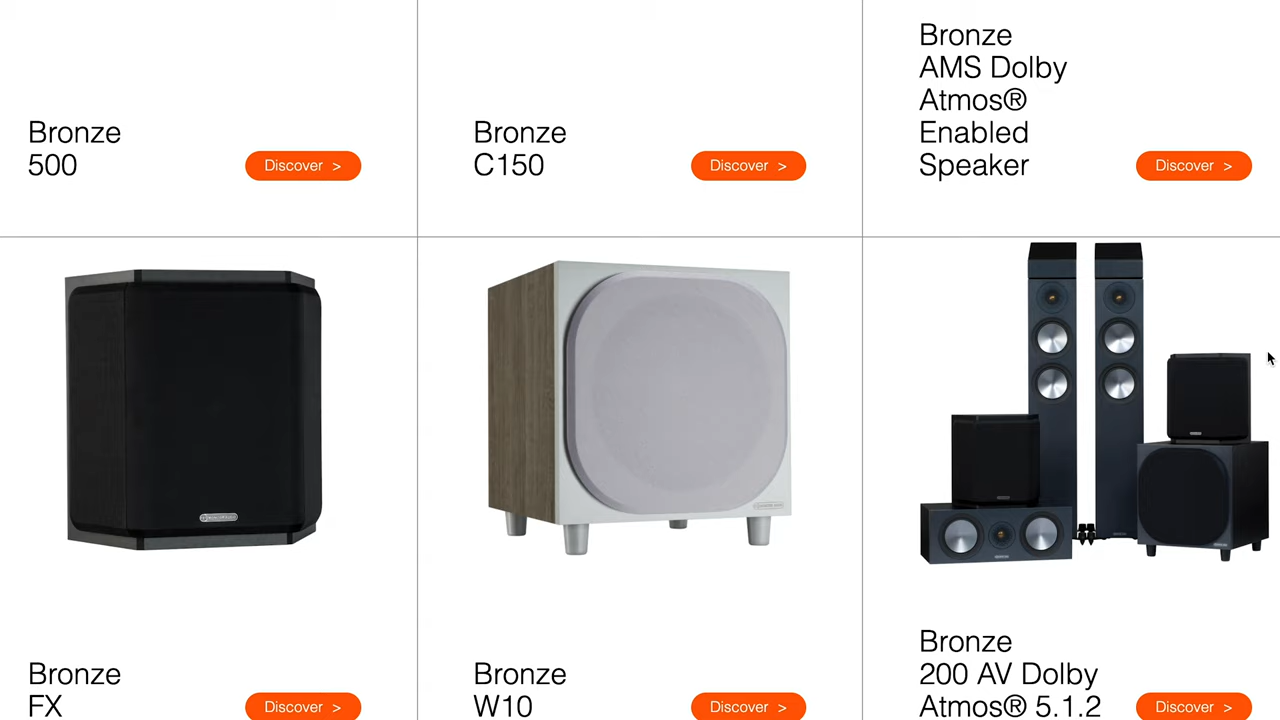 Bronze
500
Discover >
Bronze
C150
Discover >
Bronze
AMS Dolby
Atmos®
Enabled
Speaker
Discover >
Bronze
FX
Discover >
Bronze
W10
Discover >
Bronze
200 AV Dolby
Atmos® 5.1.2
Discover >